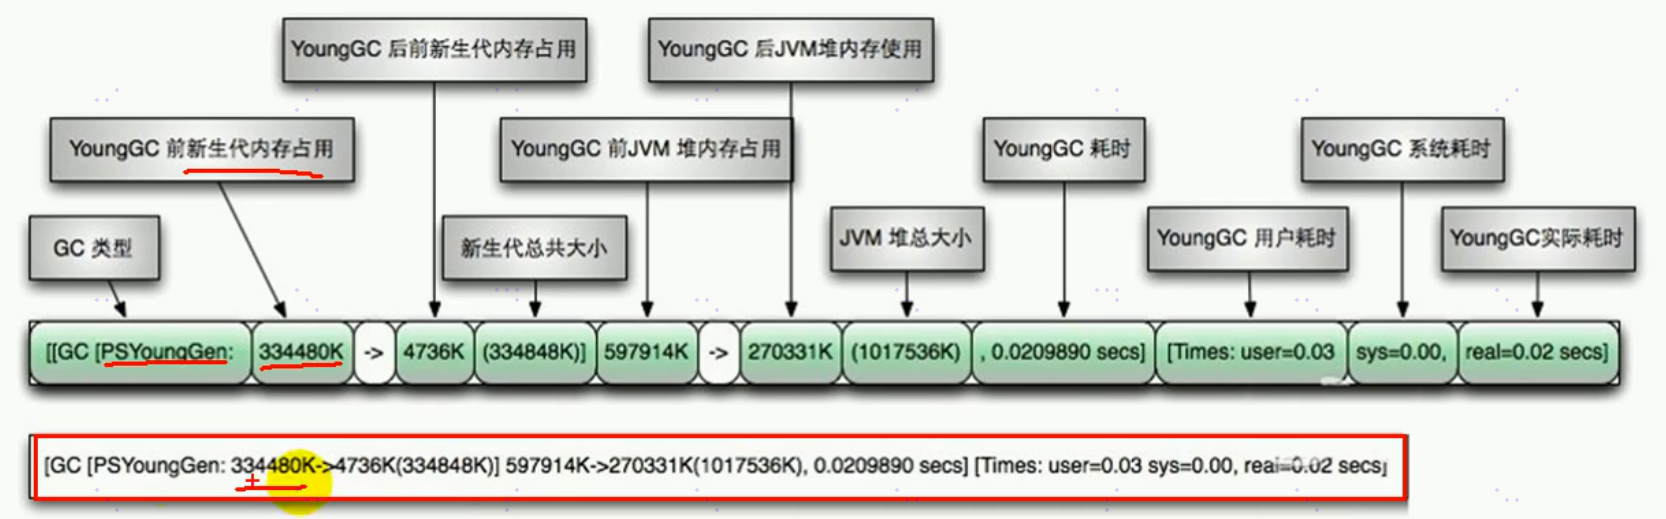 YoungGC 后前新生代内存占用
YoungGC 后JVM堆内存使用
YoungGC 前新生代内存占用
YoungGC 前JVM 堆内存占用
YoungGC 耗时
YoungGC 系统耗时
GC 类型
新生代总共大小
JVM 堆总大小
YoungGC 用户耗时
YoungGC实际耗时
[[GC [PSYoungGen: 334480K -> 4736K (334848K)] 597914K -> 270331K (1017536K) , 0.0209890 secs] [Times: user=0.03 sys=0.00, real=0.02 secs]
[GC [PSYoungGen: 334480K->4736K(334848K)] 597914K->270331K(1017536K), 0.0209890 secs] [Times: user=0.03 sys=0.00, real=0.02 secs]